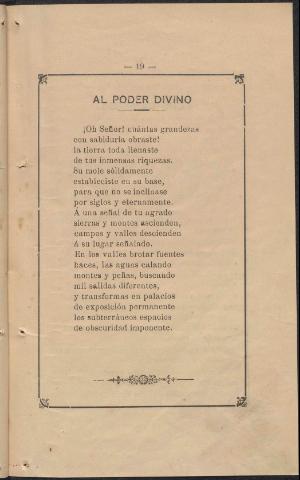 — 19 —
AL PODER DIVINO
¡Oh Señor! cuántas grandezas
con sabiduría obraste!
la tierra toda llenaste
de tus inmensas riquezas.
Su mole sólidamente
estableciste en su base,
para que no se inclinase
por siglos y eternamente.
A una señal de tu agrado
sierras y montes ascienden,
campos y valles descienden
á su lugar señalado.
En los valles brotar fuentes
haces, las aguas calando
montes y peñas, buscando
mil salidas diferentes,
y transformas en palacios
de exposición permanente
los subterráneos espacios
de obscuridad imponente.